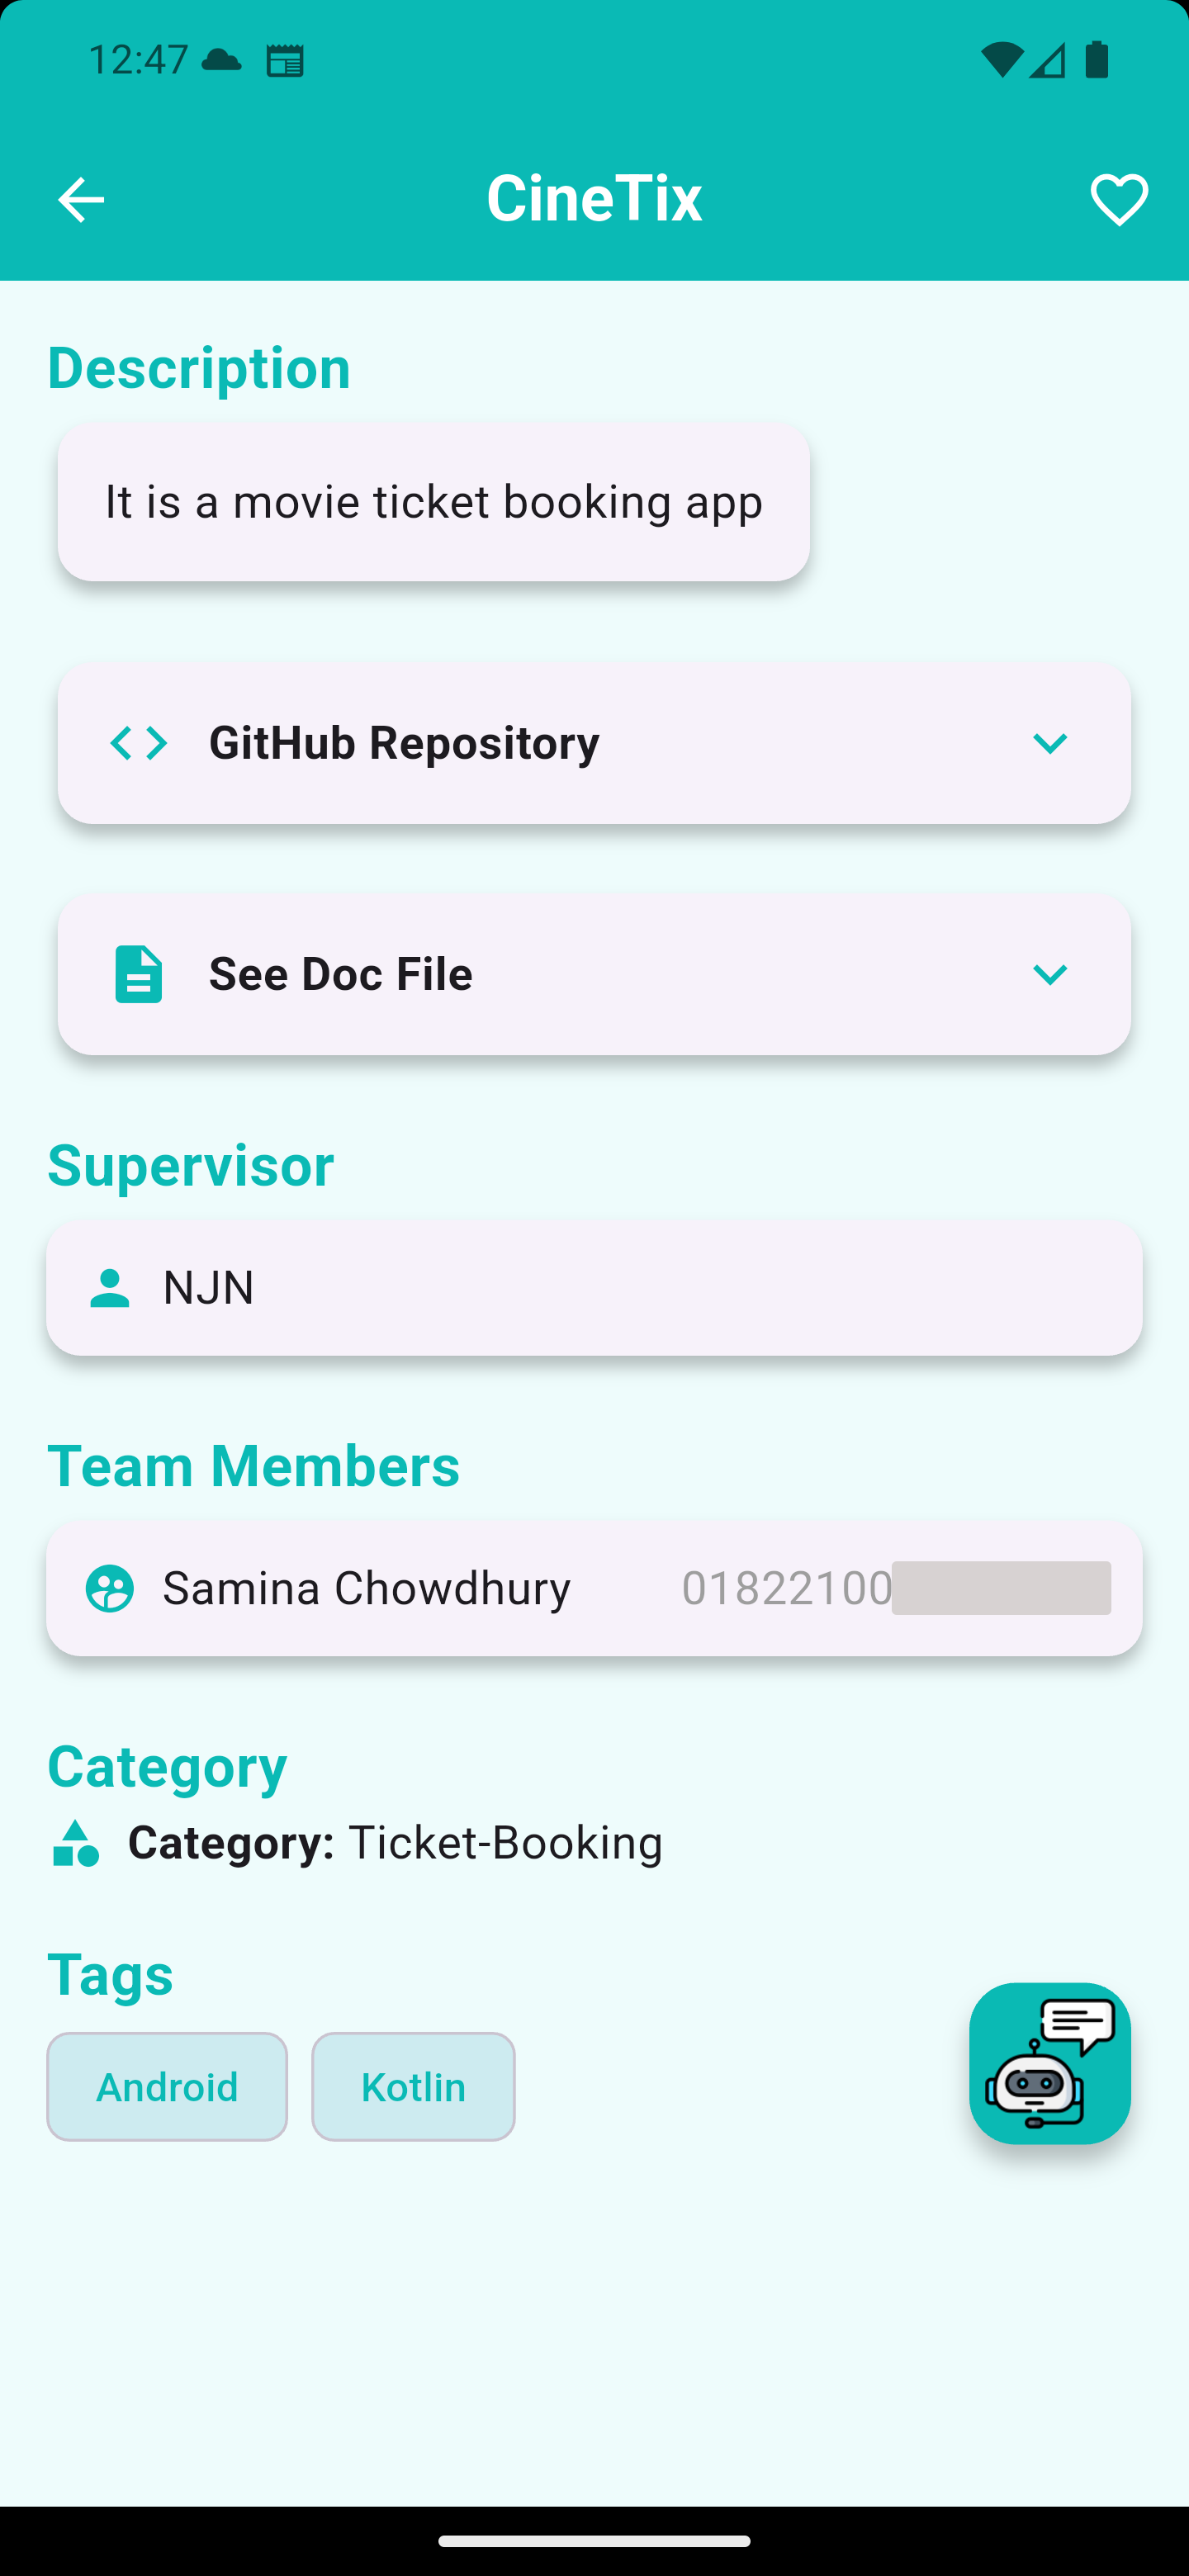 12:47
CineTix
Description
It is a movie ticket booking app
GitHub Repository
See Doc File
Supervisor
NJN
Team Members
Samina Chowdhury 01822100
Category
Category: Ticket-Booking
Tags
Android Kotlin